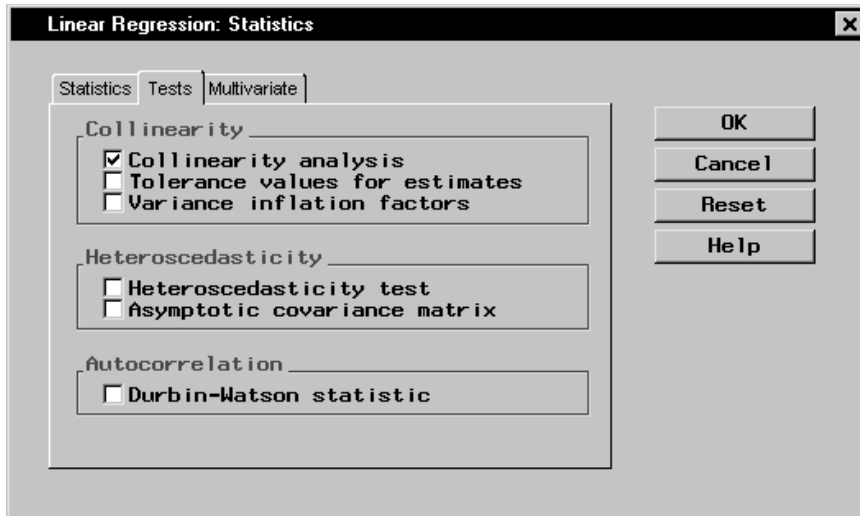 Linear Regression: Statistics
Statistics Tests Multivariate
Collinearity
Collinearity analysis
Tolerance values for estimates
Variance inflation factors
Heteroscedasticity
Heteroscedasticity test
Asymptotic covariance matrix
Autocorrelation
Durbin-Watson statistic
OK
Cancel
Reset
Help